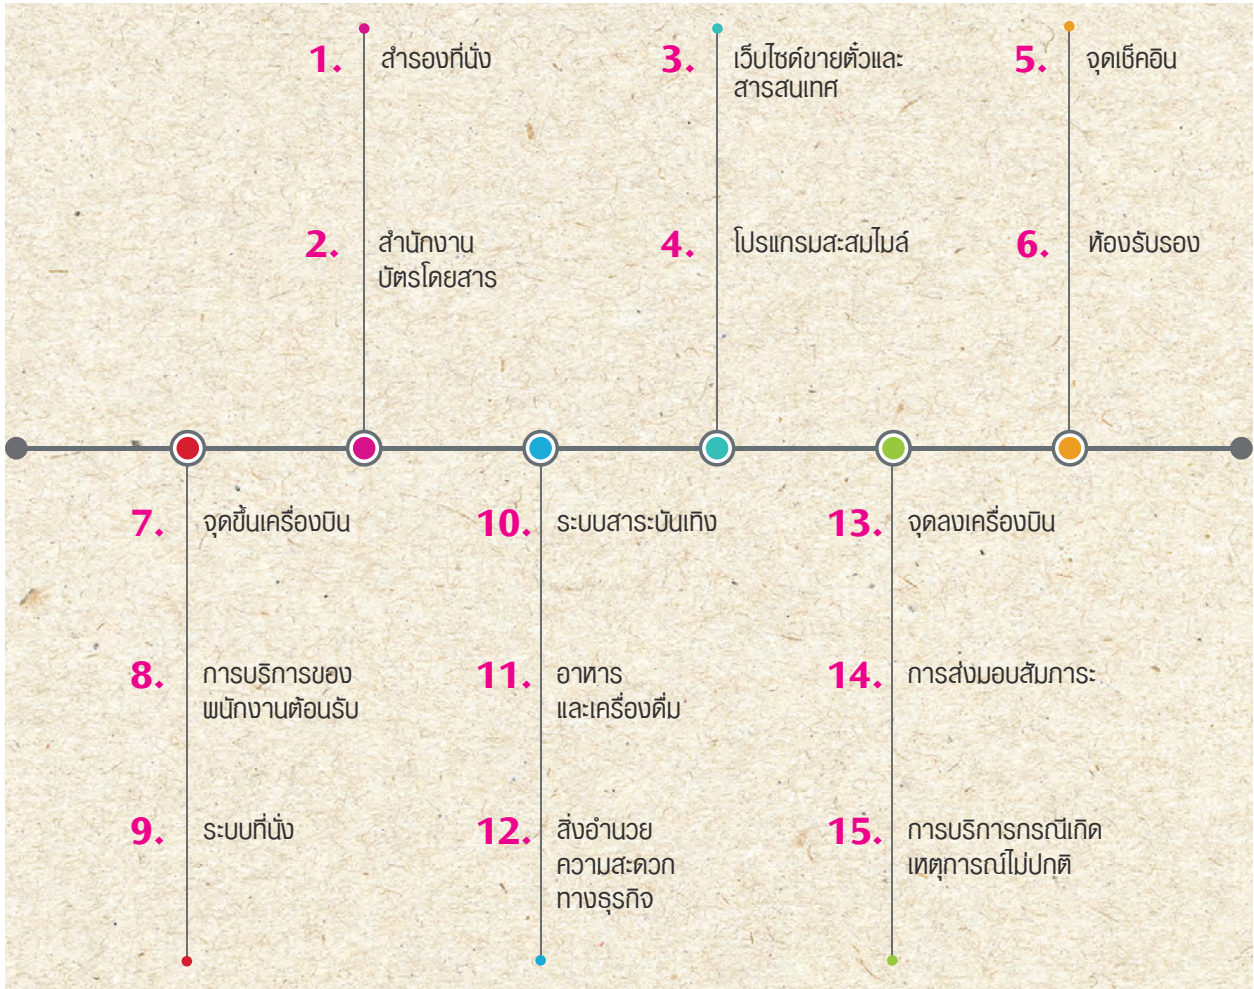 1. สำรองที่นั่ง
2. สำนักงาน
บัตรโดยสาร
3. เว็บไซด์ขายตั๋วและ
สารสนเทศ
4. โปรแกรมสะสมไมล์
5. จุดเช็คอิน
6. ห้องรับรอง
7. จุดขึ้นเครื่องบิน
8. การบริการของ
พนักงานต้อนรับ
9. ระบบที่นั่ง
10. ระบบสาระบันเทิง
11. อาหาร
และเครื่องดื่ม
12. สิ่งอำนวย
ความสะดวก
ทางธุรกิจ
13. จุดลงเครื่องบิน
14. การส่งมอบสัมภาระ
15. การบริการกรณีเกิด
เหตุการณ์ไม่ปกติ